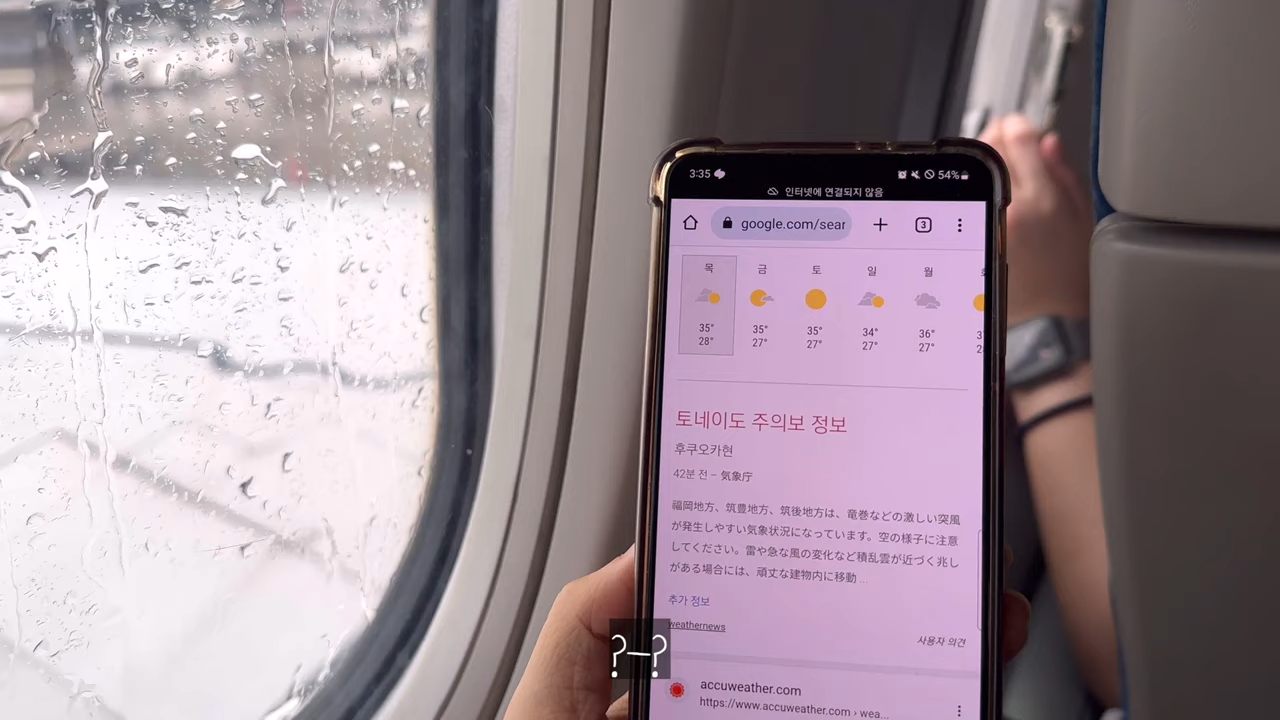 3:35
54%
인터넷에 연결되지 않음
google.com/sear
3
목 금 토 일 월
35° 35° 35° 34° 36°
28° 27° 27° 27° 27°
토네이도 주의보 정보
후쿠오카현
42분 전 – 気象庁
福岡地方、筑豊地方、筑後地方は、竜巻などの激しい突風
が発生しやすい気象状況になっています。空の様子に注意
してください。雷や急な風の変化など積乱雲が近づく兆し
がある場合には、頑丈な建物内に移動 ...
추가 정보
weathernews
사용자 의견
?-?
accuweather.com
https://www.accuweather.com › wea...